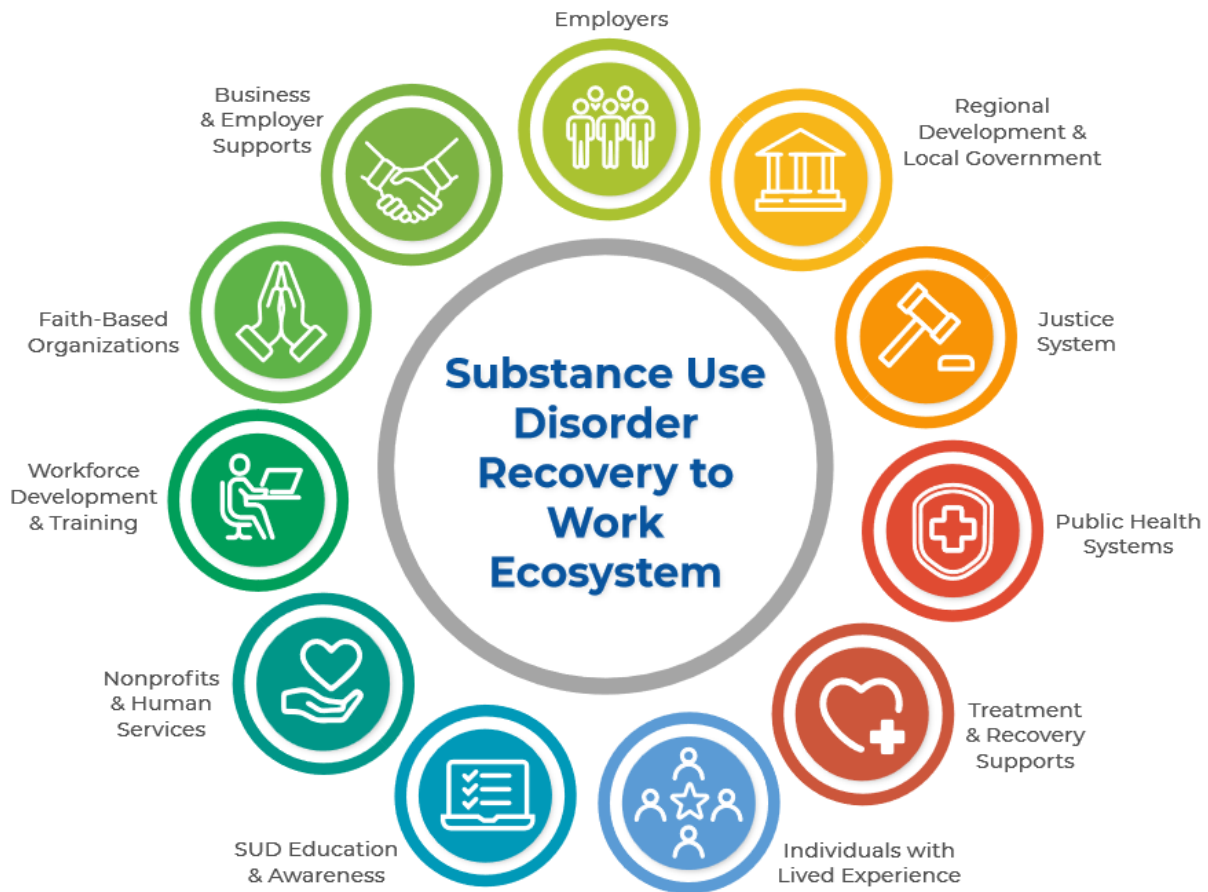 Employers
Regional
Development &
Local Government
Justice
System
Public Health
Systems
Treatment
& Recovery
Supports
Individuals with
Lived Experience
SUD Education
& Awareness
Nonprofits
& Human
Services
Workforce
Development
& Training
Faith-Based
Organizations
Business
& Employer
Supports
Substance Use
Disorder
Recovery to
Work
Ecosystem